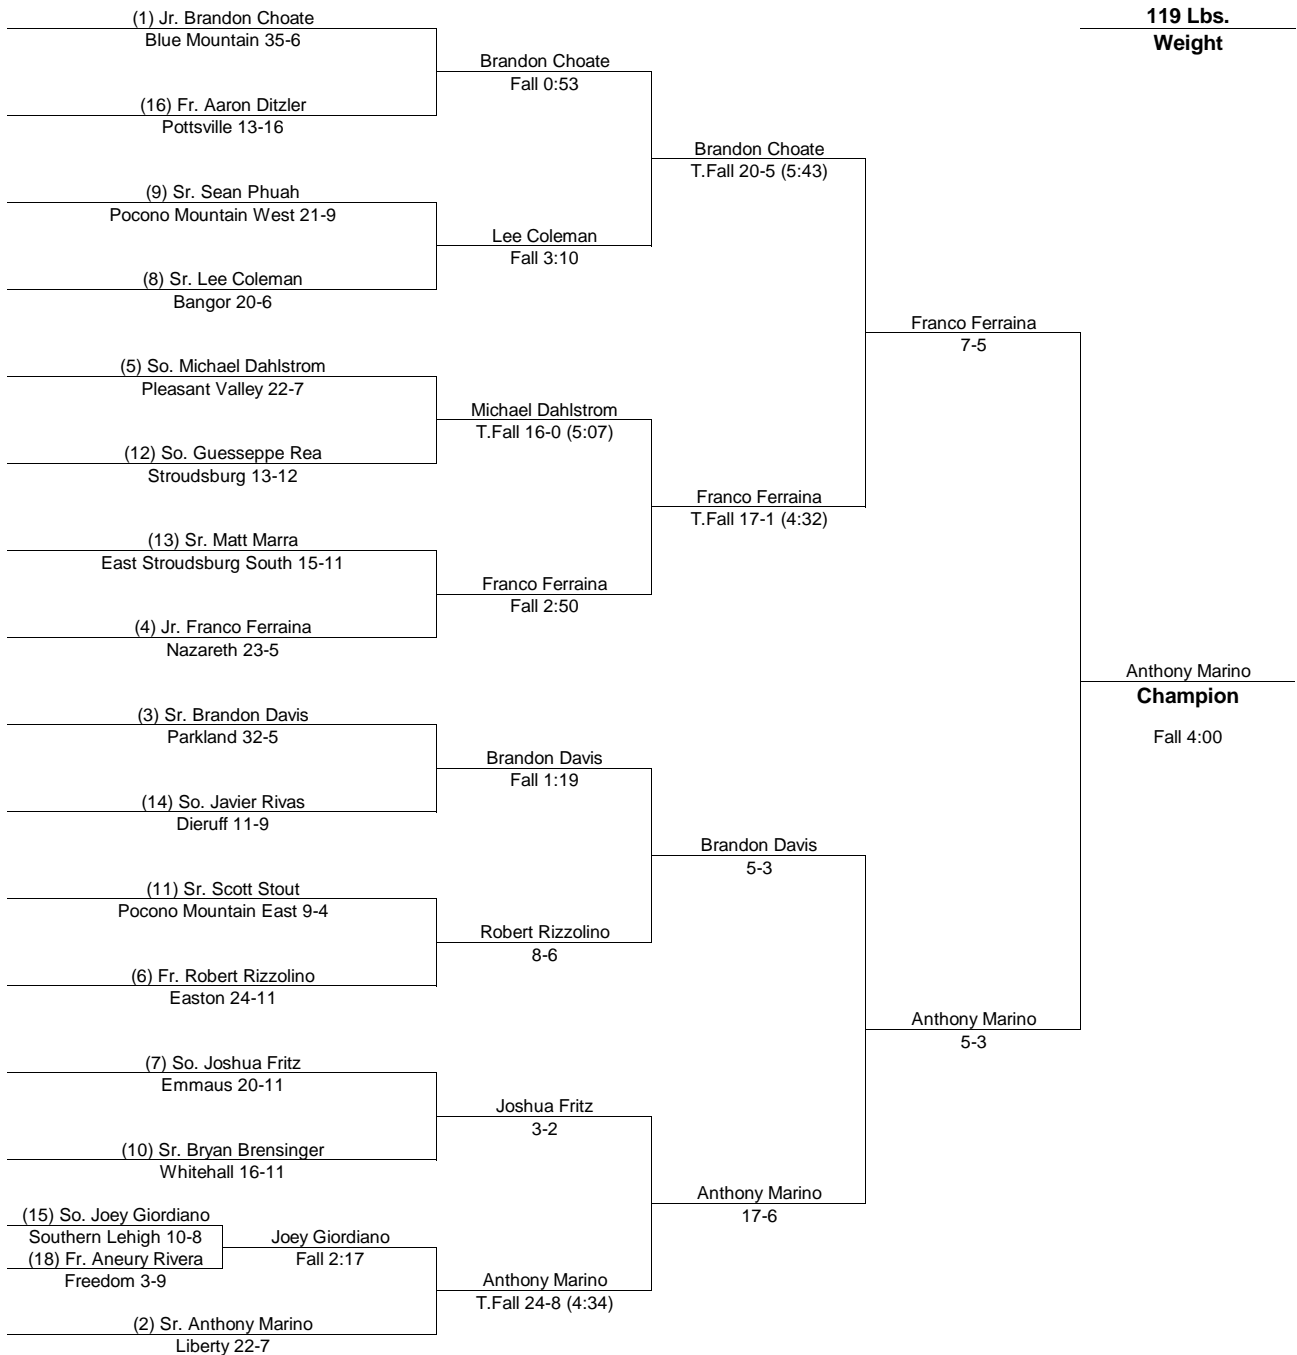 119 Lbs.
Weight
(1) Jr. Brandon Choate
Blue Mountain 35-6
(16) Fr. Aaron Ditzler
Pottsville 13-16
(9) Sr. Sean Phuah
Pocono Mountain West 21-9
(8) Sr. Lee Coleman
Bangor 20-6
(5) So. Michael Dahlstrom
Pleasant Valley 22-7
(12) So. Guesseppe Rea
Stroudsburg 13-12
(13) Sr. Matt Marra
East Stroudsburg South 15-11
(4) Jr. Franco Ferraina
Nazareth 23-5
(3) Sr. Brandon Davis
Parkland 32-5
(14) So. Javier Rivas
Dieruff 11-9
(11) Sr. Scott Stout
Pocono Mountain East 9-4
(6) Fr. Robert Rizzolino
Easton 24-11
(7) So. Joshua Fritz
Emmaus 20-11
(10) Sr. Bryan Brensinger
Whitehall 16-11
(15) So. Joey Giordano
Southern Lehigh 10-8
(18) Fr. Aneury Rivera
Freedom 3-9
(2) Sr. Anthony Marino
Liberty 22-7
Joey Giordano
Fall 2:17
Brandon Choate
Fall 0:53
Lee Coleman
Fall 3:10
Michael Dahlstrom
T.Fall 16-0 (5:07)
Franco Ferraina
Fall 2:50
Brandon Davis
Fall 1:19
Robert Rizzolino
8-6
Joshua Fritz
3-2
Anthony Marino
T.Fall 24-8 (4:34)
Brandon Choate
T.Fall 20-5 (5:43)
Franco Ferraina
T.Fall 17-1 (4:32)
Brandon Davis
5-3
Anthony Marino
17-6
Franco Ferraina
7-5
Anthony Marino
5-3
Anthony Marino
Champion
Fall 4:00